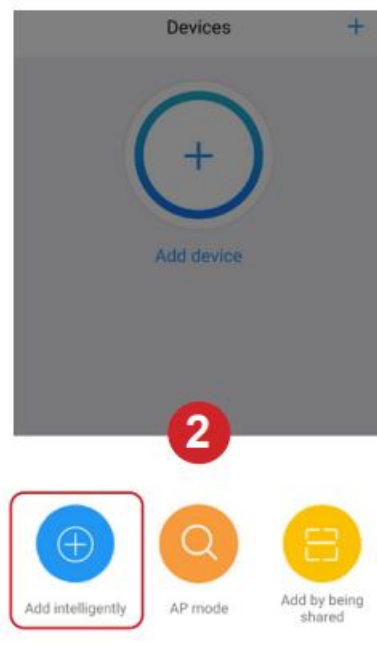 Devices
Add device
2
Add intelligently
AP mode
Add by being
shared